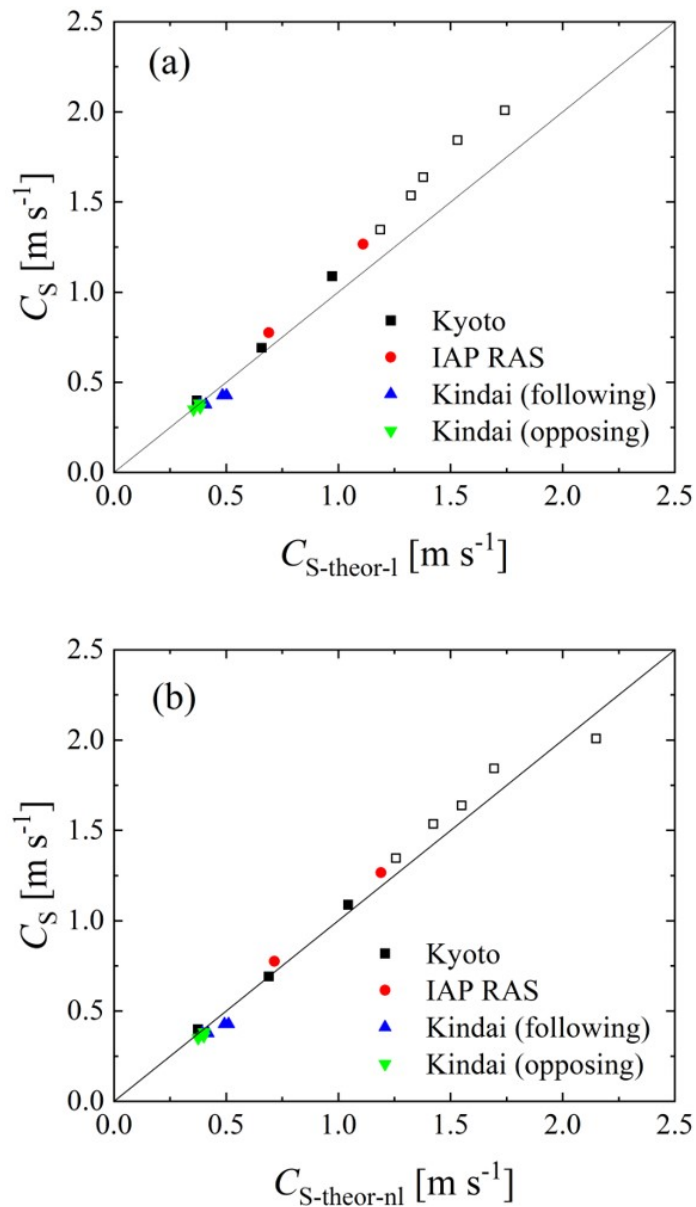 2.5
(a)
2.0
1.5
C_S [m s⁻¹]
1.0
Kyoto
IAP RAS
0.5
Kindai (following)
Kindai (opposing)
0.0
0.0 0.5 1.0 1.5 2.0 2.5
C_S-theor-l [m s⁻¹]
2.5
(b)
2.0
1.5
C_S [m s⁻¹]
1.0
Kyoto
IAP RAS
0.5
Kindai (following)
Kindai (opposing)
0.0
0.0 0.5 1.0 1.5 2.0 2.5
C_S-theor-nl [m s⁻¹]